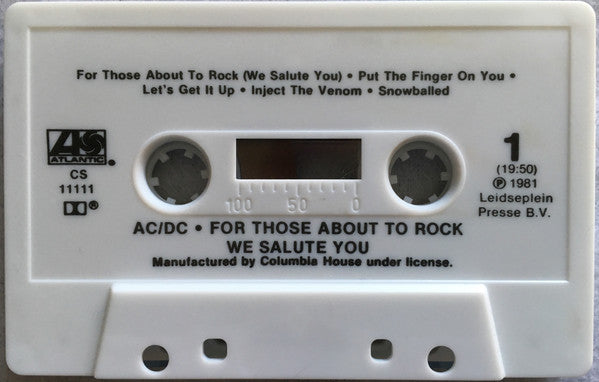 For Those About To Rock (We Salute You) • Put The Finger On You •
Let's Get It Up • Inject The Venom • Snowballed
ATLANTIC
CS
11111
1
(19:50)
℗ 1981
Leidseplein
Presse B.V.
100 50 0
AC/DC • FOR THOSE ABOUT TO ROCK
WE SALUTE YOU
Manufactured by Columbia House under license.